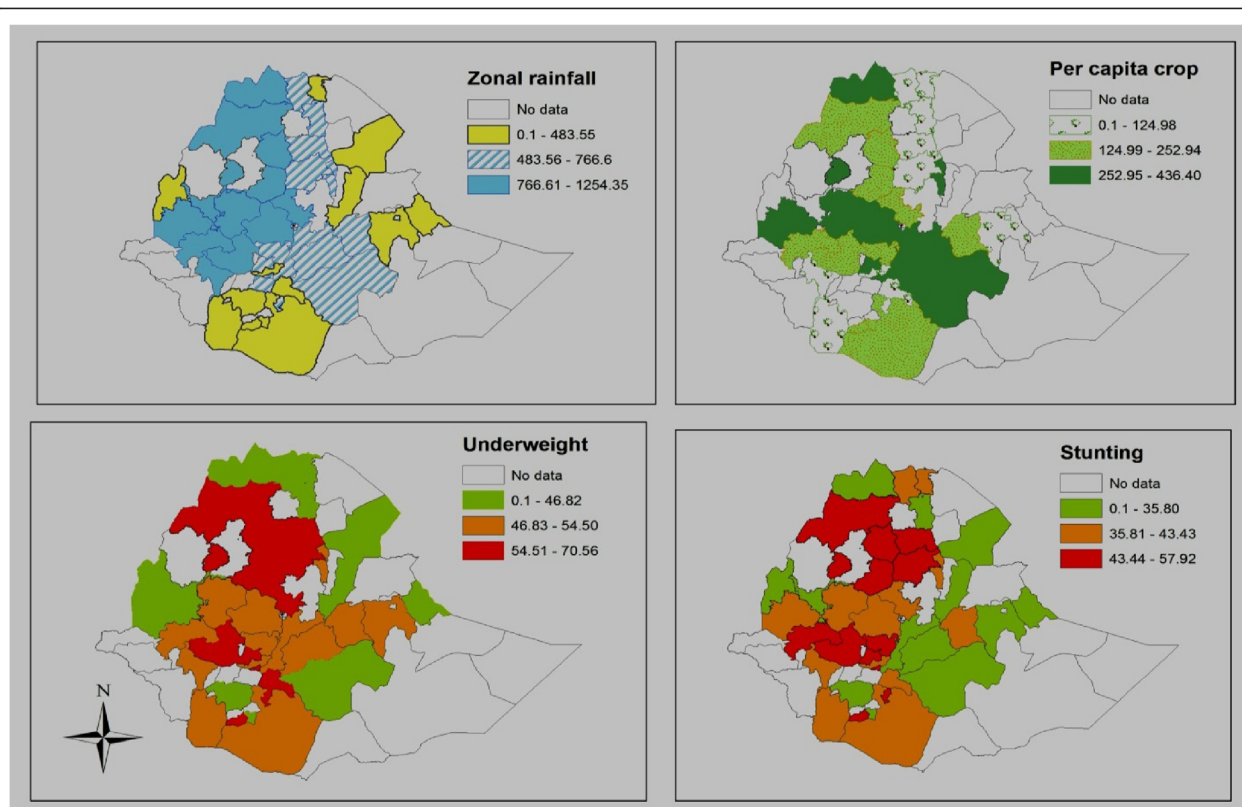 Zonal rainfall
No data
0.1 - 483.55
483.56 - 766.6
766.61 - 1254.35
Per capita crop
No data
0.1 - 124.98
124.99 - 252.94
252.95 - 436.40
Underweight
No data
0.1 - 46.82
46.83 - 54.50
54.51 - 70.56
N
Stunting
No data
0.1 - 35.80
35.81 - 43.43
43.44 - 57.92